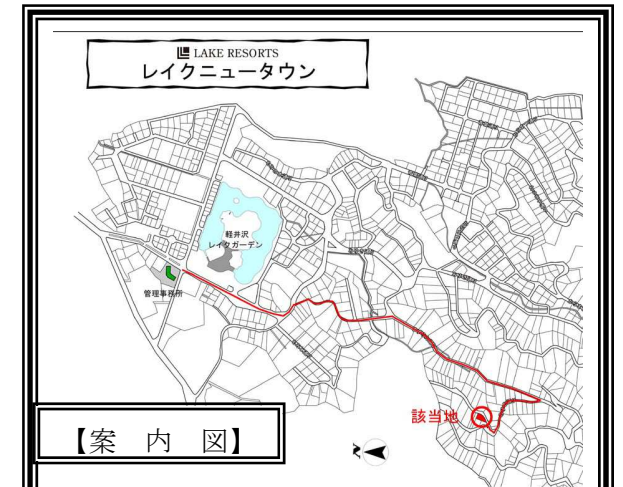 LAKE RESORTS
レイクニュータウン
軽井沢
レイクガーデン
管理事務所
該当地
【案 内 図】
N